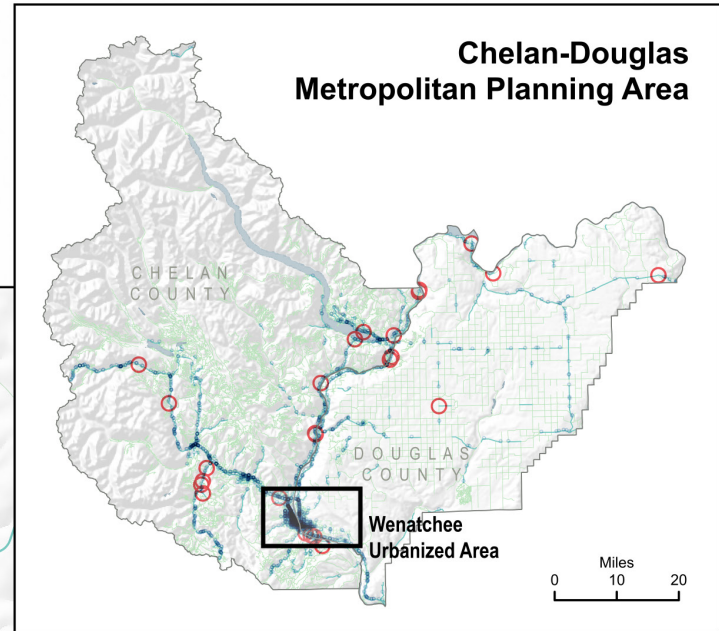 Chelan-Douglas
Metropolitan Planning Area
CHELAN
COUNTY
DOUGLAS
COUNTY
Wenatchee
Urbanized Area
Miles
0 10 20